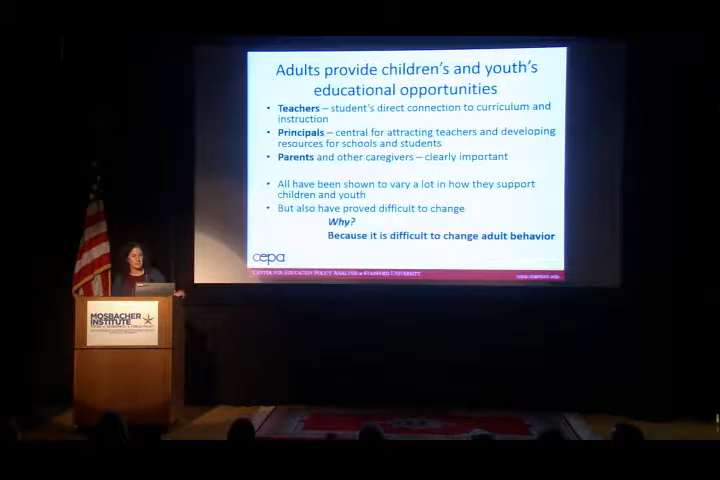 Adults provide children's and youth's
educational opportunities
• Teachers – student's direct connection to curriculum and
instruction
• Principals – central for attracting teachers and developing
resources for schools and students
• Parents and other caregivers – clearly important
• All have been shown to vary a lot in how they support
children and youth
• But also have proved difficult to change
Why?
Because it is difficult to change adult behavior
cepa
Center for Education Policy Analysis at Stanford University
MOSBACHER
INSTITUTE